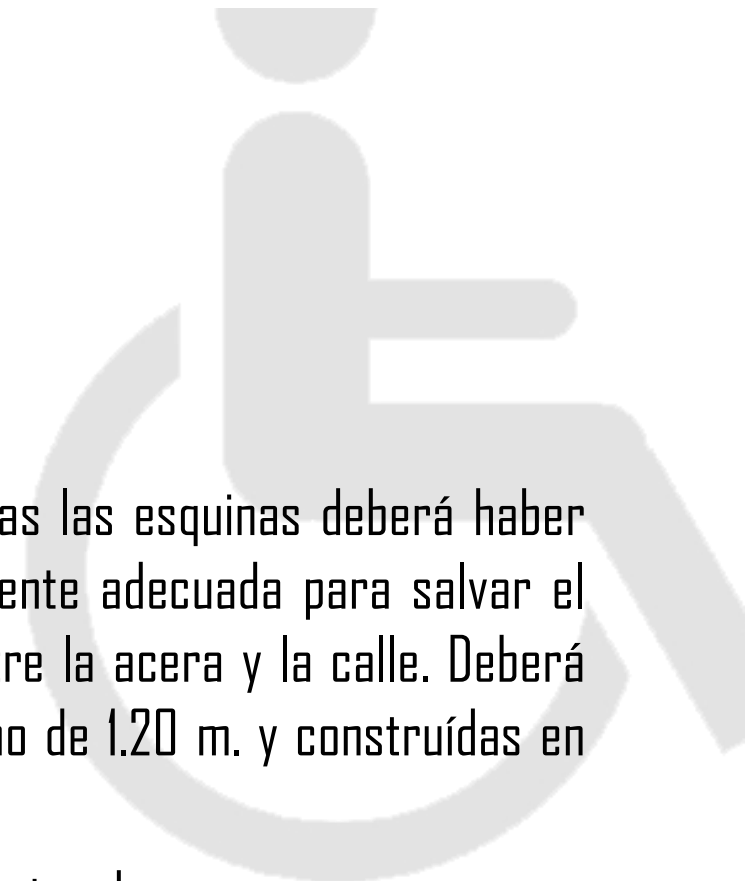 as las esquinas deberá haber
ente adecuada para salvar el
re la acera y la calle. Deberá
o de 1.20 m. y construídas en